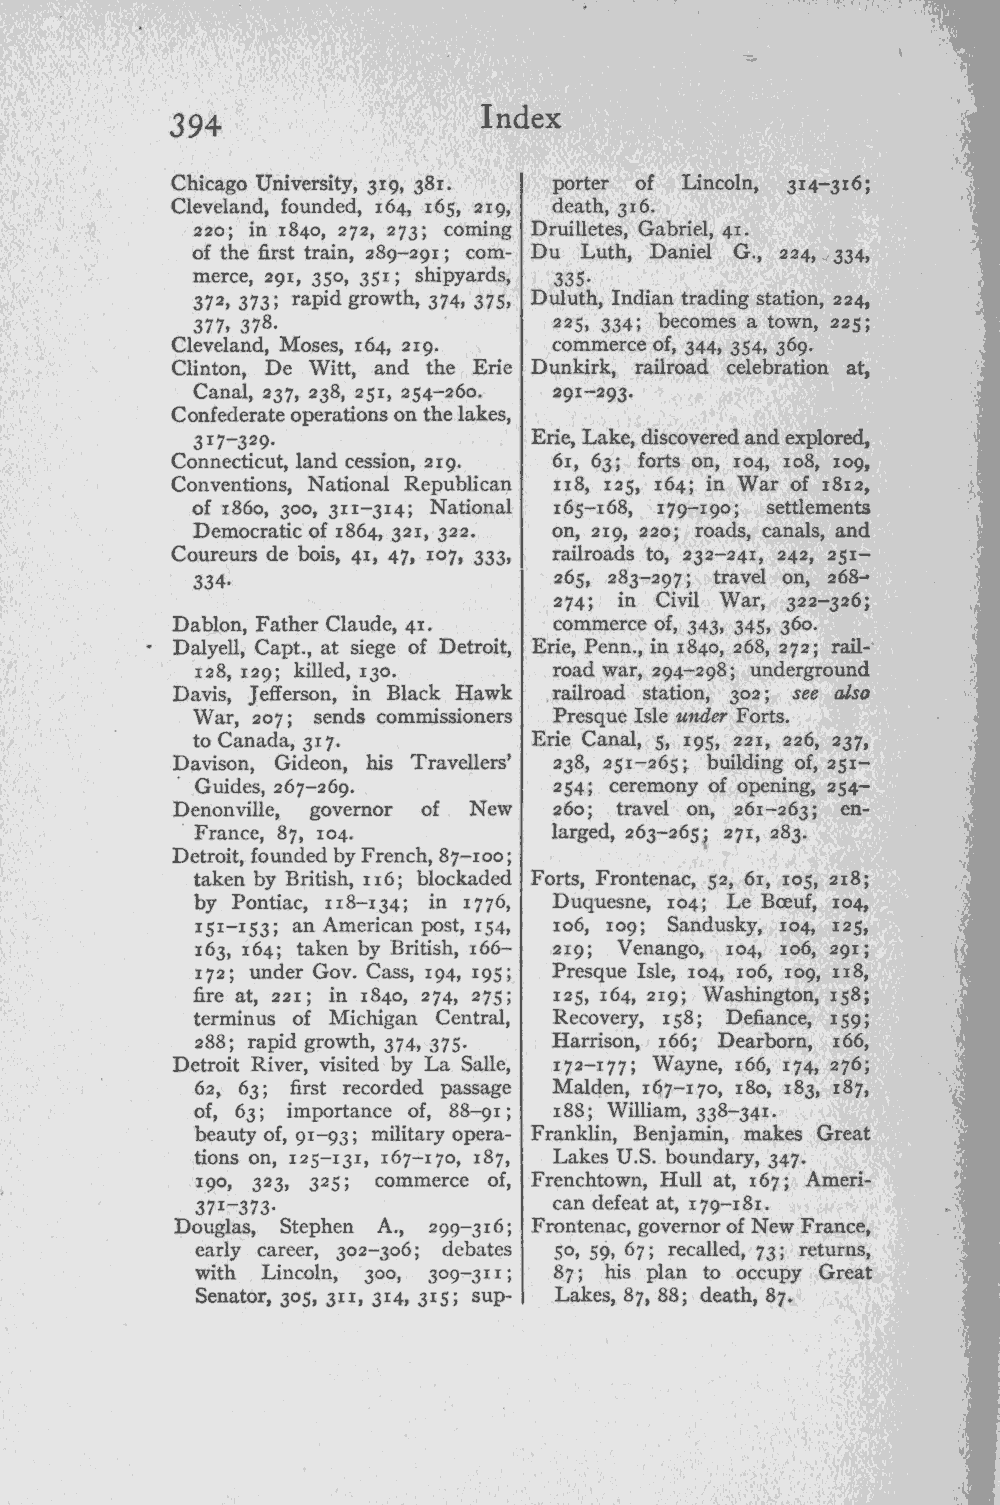 394
Index
Chicago University, 319, 381.
Cleveland, founded, 164, 165, 219,
220; in 1840, 272, 273; coming
of the first train, 289–291; com-
merce, 291, 350, 351; shipyards,
372, 373; rapid growth, 374, 375,
377, 378.
Cleveland, Moses, 164, 219.
Clinton, De Witt, and the Erie
Canal, 237, 238, 251, 254–260.
Confederate operations on the lakes,
317–329.
Connecticut, land cession, 219.
Conventions, National Republican
of 1860, 300, 311–314; National
Democratic of 1864, 321, 322.
Coureurs de bois, 41, 47, 107, 333,
334.
Dablon, Father Claude, 41.
Dalyell, Capt., at siege of Detroit,
128, 129; killed, 130.
Davis, Jefferson, in Black Hawk
War, 207; sends commissioners
to Canada, 317.
Davison, Gideon, his Travellers'
Guides, 267–269.
Denonville, governor of New
France, 87, 104.
Detroit, founded by French, 87–100;
taken by British, 116; blockaded
by Pontiac, 118–134; in 1776,
151–153; an American post, 154,
163, 164; taken by British, 166–
172; under Gov. Cass, 194, 195;
fire at, 221; in 1840, 274, 275;
terminus of Michigan Central,
288; rapid growth, 374, 375.
Detroit River, visited by La Salle,
62, 63; first recorded passage
of, 63; importance of, 88–91;
beauty of, 91–93; military opera-
tions on, 125–131, 167–170, 187,
190, 323, 325; commerce of,
371–373.
Douglas, Stephen A., 299–316;
early career, 302–306; debates
with Lincoln, 300, 309–311;
Senator, 305, 311, 314, 315; sup-
porter of Lincoln, 314–316;
death, 316.
Druilletes, Gabriel, 41.
Du Luth, Daniel G., 224, 334,
335.
Duluth, Indian trading station, 224,
225, 334; becomes a town, 225;
commerce of, 344, 354, 369.
Dunkirk, railroad celebration at,
291–293.
Erie, Lake, discovered and explored,
61, 63; forts on, 104, 108, 109,
118, 125, 164; in War of 1812,
165–168, 179–190; settlements
on, 219, 220; roads, canals, and
railroads to, 232–241, 242, 251–
265, 283–297; travel on, 268–
274; in Civil War, 322–326;
commerce of, 343, 345, 360.
Erie, Penn., in 1840, 268, 272; rail-
road war, 294–298; underground
railroad station, 302; see also
Presque Isle under Forts.
Erie Canal, 5, 195, 221, 226, 237,
238, 251–265; building of, 251–
254; ceremony of opening, 254–
260; travel on, 261–263; en-
larged, 263–265; 271, 283.
Forts, Frontenac, 52, 61, 105, 218;
Duquesne, 104; Le Bœuf, 104,
106, 109; Sandusky, 104, 125,
219; Venango, 104, 106, 291;
Presque Isle, 104, 106, 109, 118,
125, 164, 219; Washington, 158;
Recovery, 158; Defiance, 159;
Harrison, 166; Dearborn, 166,
172–177; Wayne, 166, 174, 276;
Malden, 167–170, 180, 183, 187,
188; William, 338–341.
Franklin, Benjamin, makes Great
Lakes U.S. boundary, 347.
Frenchtown, Hull at, 167; Ameri-
can defeat at, 179–181.
Frontenac, governor of New France,
50, 59, 67; recalled, 73; returns,
87; his plan to occupy Great
Lakes, 87, 88; death, 87.